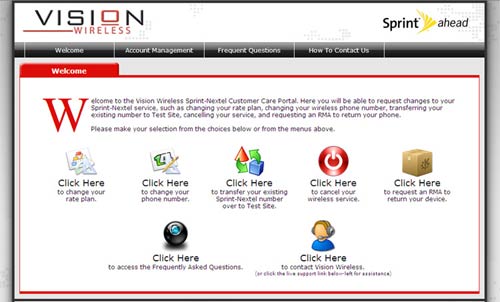 VISION
WIRELESS
Sprint ahead
Welcome Account Management Frequent Questions How To Contact Us
Welcome
Welcome to the Vision Wireless Sprint-Nextel Customer Care Portal. Here you will be able to request changes to your
Sprint-Nextel service, such as changing your rate plan, changing your wireless phone number, transferring your
existing number to Test Site, cancelling your service, and requesting an RMA to return your phone.
Please make your selection from the choices below or from the menus above.
Click Here Click Here Click Here Click Here Click Here
to change your to change your to transfer your existing to cancel your to request an RMA to
rate plan. phone number. Sprint-Nextel number wireless service. return your device.
over to Test Site.
Click Here Click Here
to access the Frequently Asked Questions. to contact Vision Wireless.
(or click the live support link below-left for assistance)